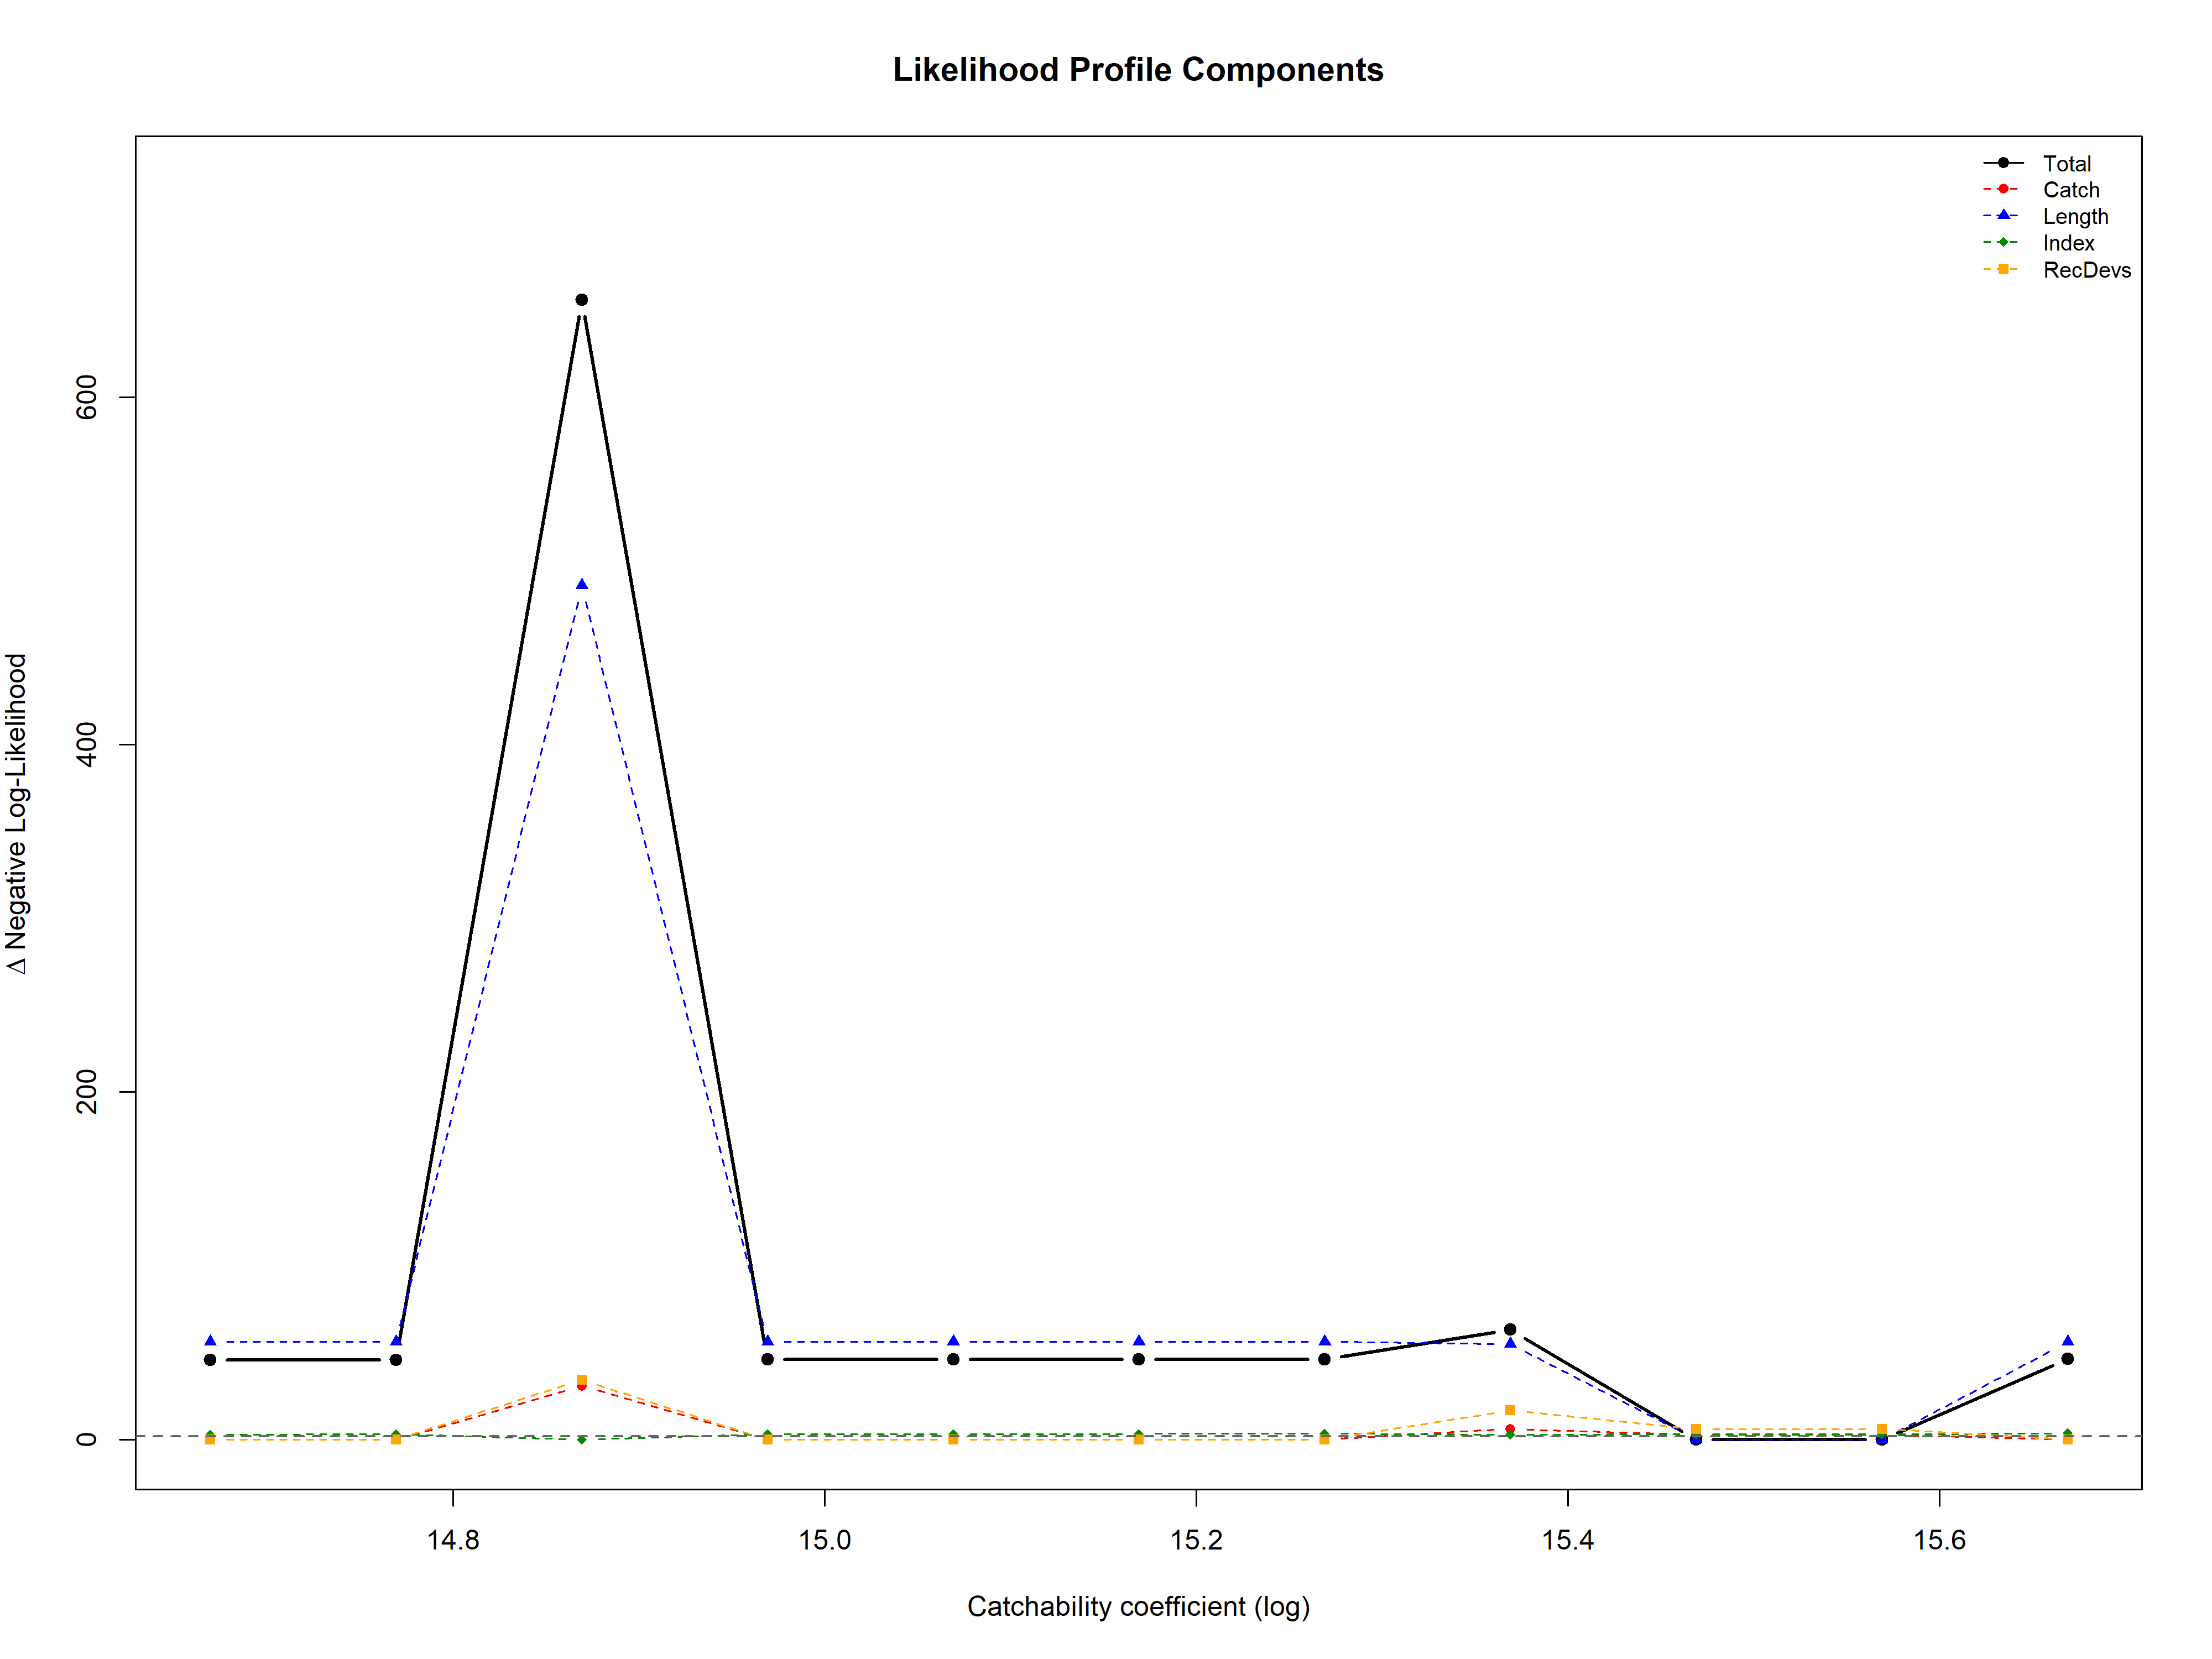 Likelihood Profile Components
Total
Catch
Length
Index
RecDevs
Δ Negative Log-Likelihood
600
400
200
0
14.8 15.0 15.2 15.4 15.6
Catchability coefficient (log)